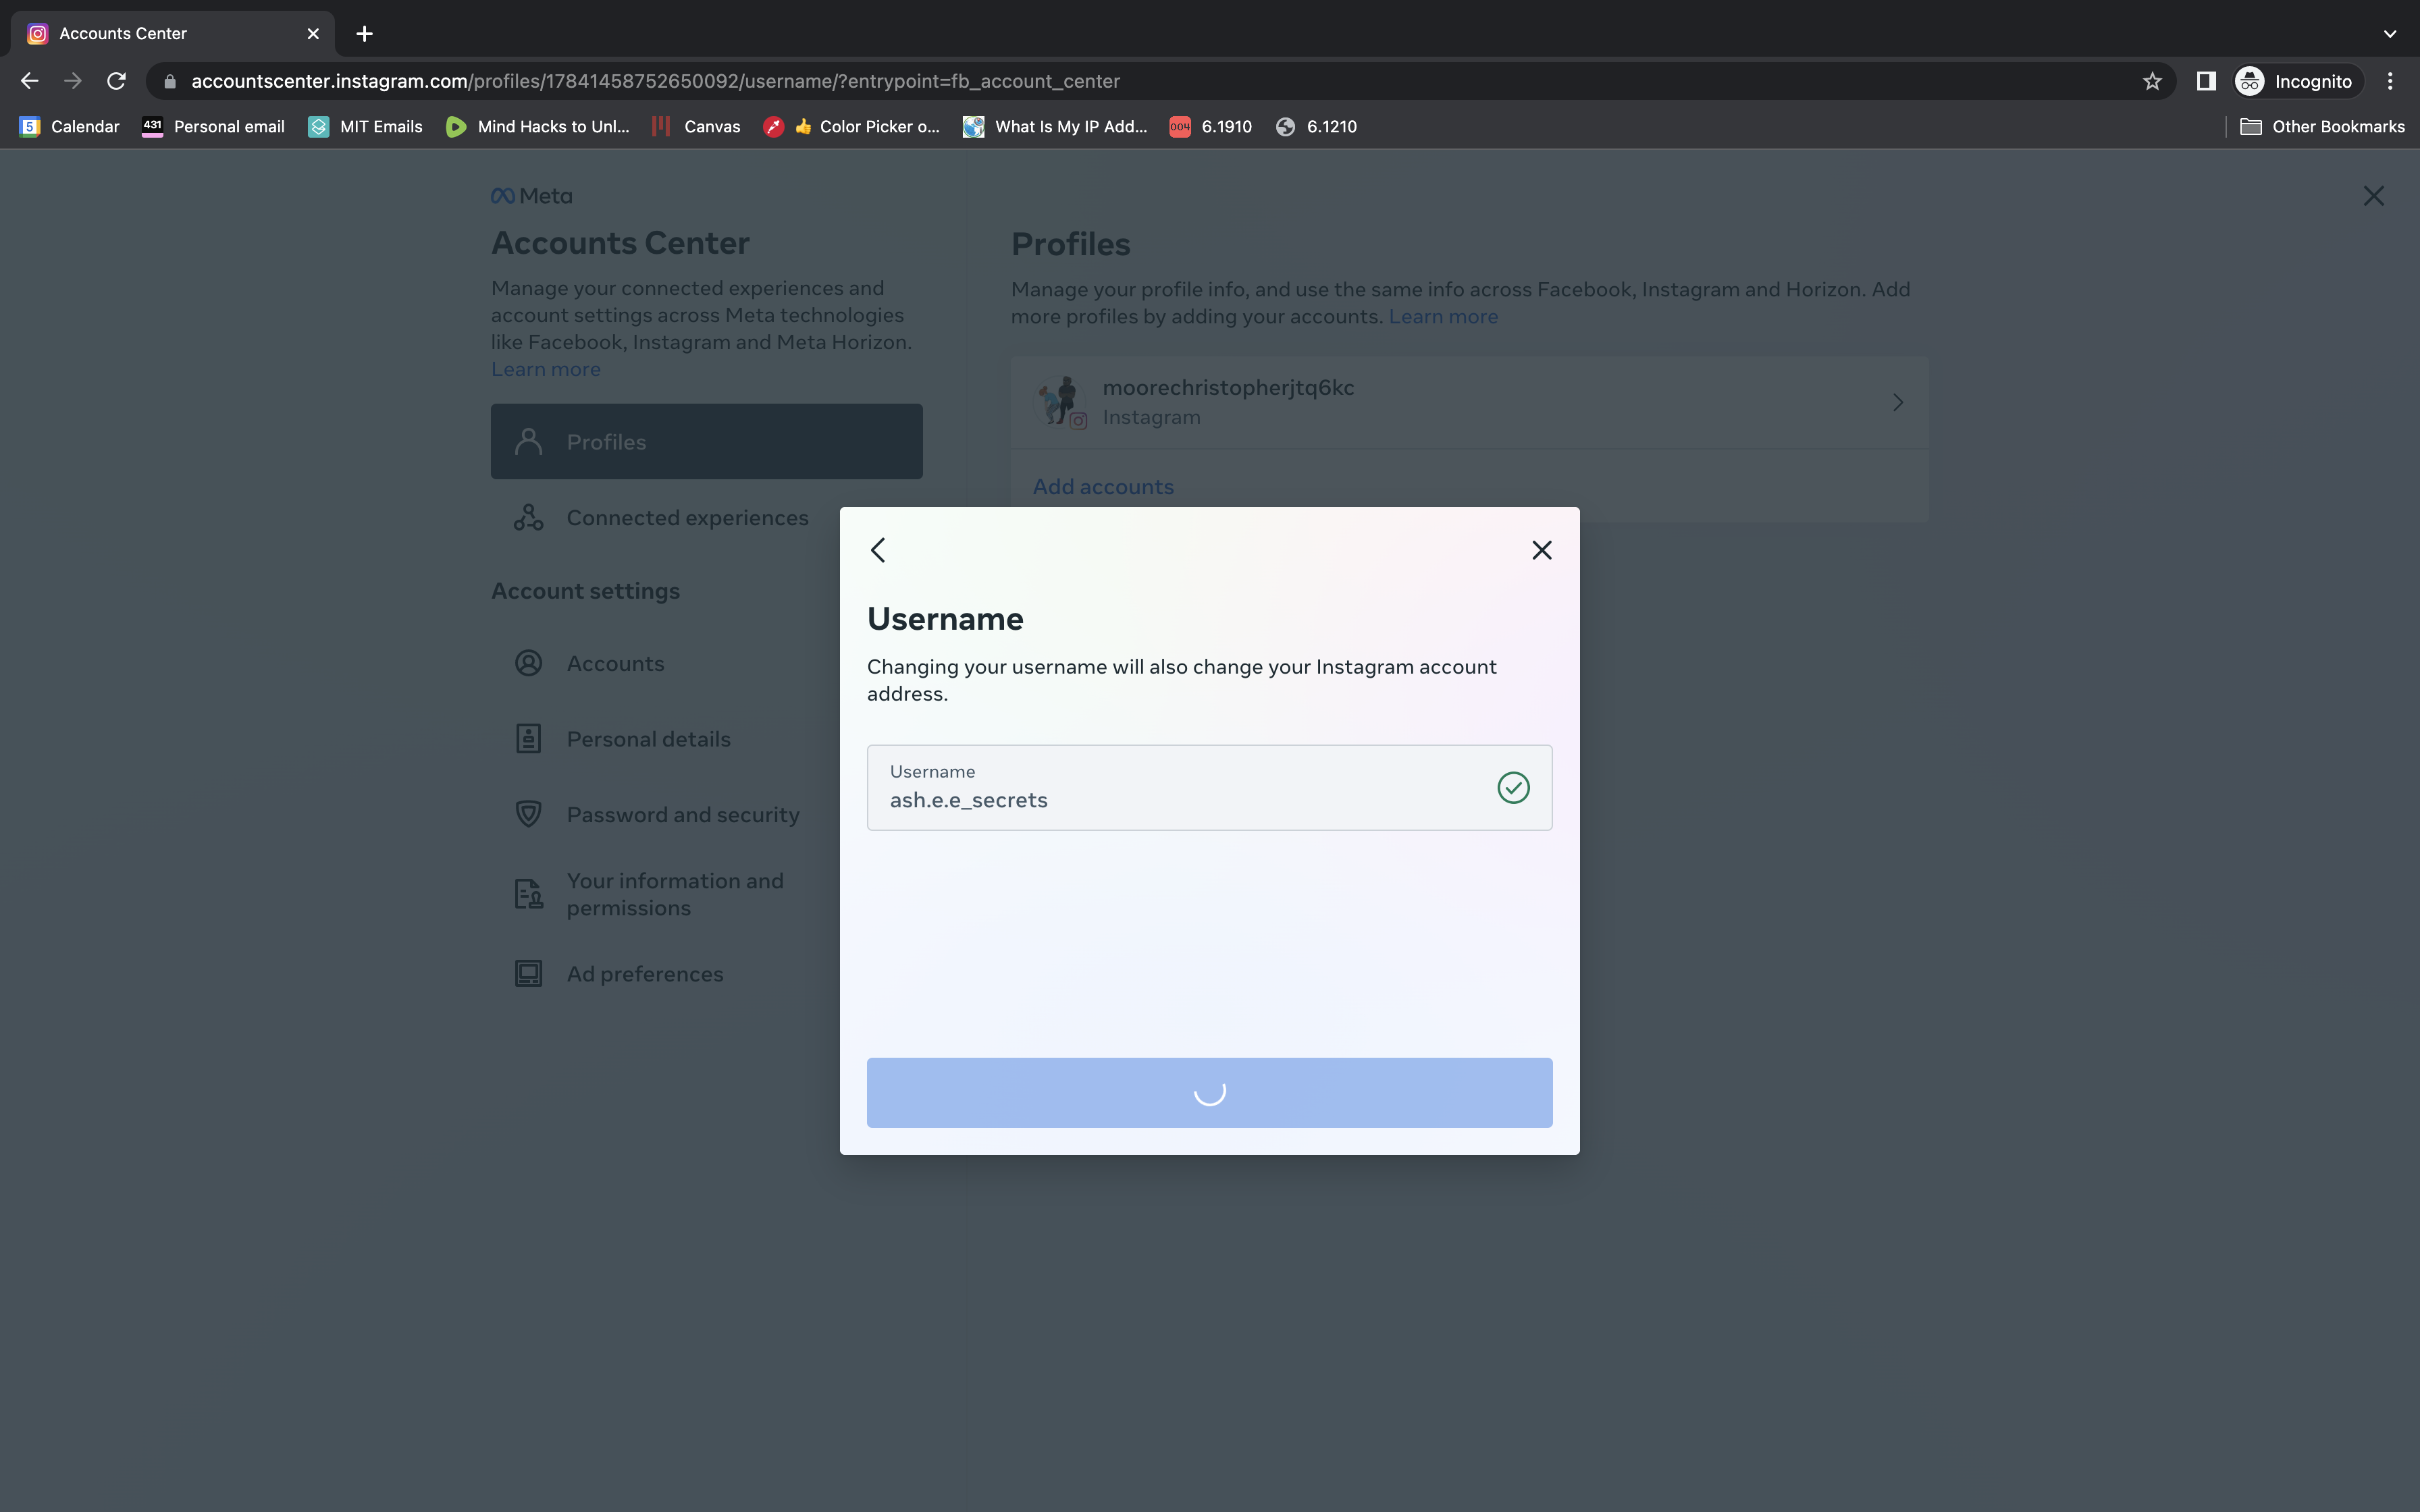 Accounts Center
accountscenter.instagram.com/profiles/17841458752650092/username/?entrypoint=fb_account_center
Incognito
5 Calendar
431 Personal email
MIT Emails
Mind Hacks to Unl...
Canvas
👍 Color Picker o...
What Is My IP Add...
004 6.1910
6.1210
Other Bookmarks
Meta
Accounts Center
Manage your connected experiences and
account settings across Meta technologies
like Facebook, Instagram and Meta Horizon.
Learn more
Profiles
Connected experiences
Account settings
Accounts
Personal details
Password and security
Your information and
permissions
Ad preferences
Profiles
Manage your profile info, and use the same info across Facebook, Instagram and Horizon. Add
more profiles by adding your accounts. Learn more
moorechristopherjtq6kc
Instagram
Add accounts
Username
Changing your username will also change your Instagram account
address.
Username
ash.e.e_secrets